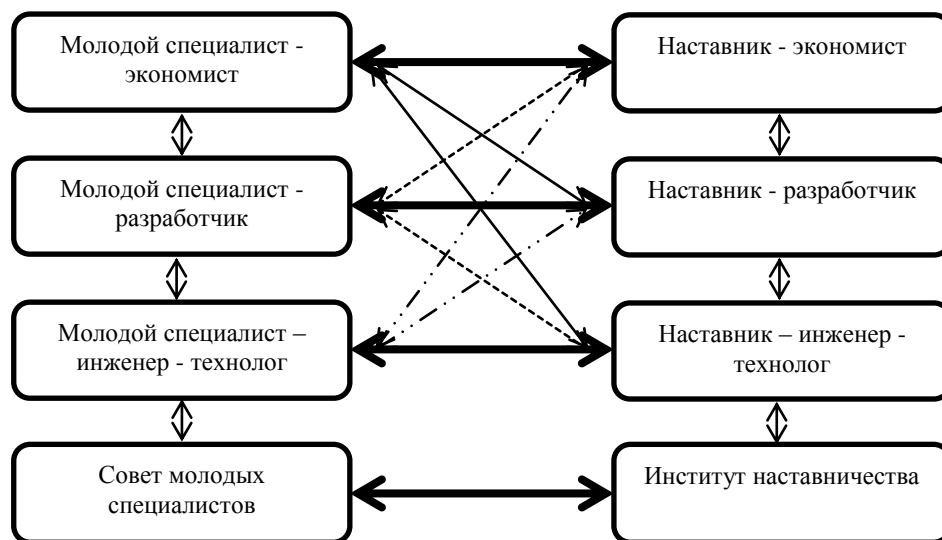 Молодой специалист -
экономист
Наставник - экономист
Молодой специалист -
разработчик
Наставник - разработчик
Молодой специалист –
инженер - технолог
Наставник – инженер -
технолог
Совет молодых
специалистов
Институт наставничества